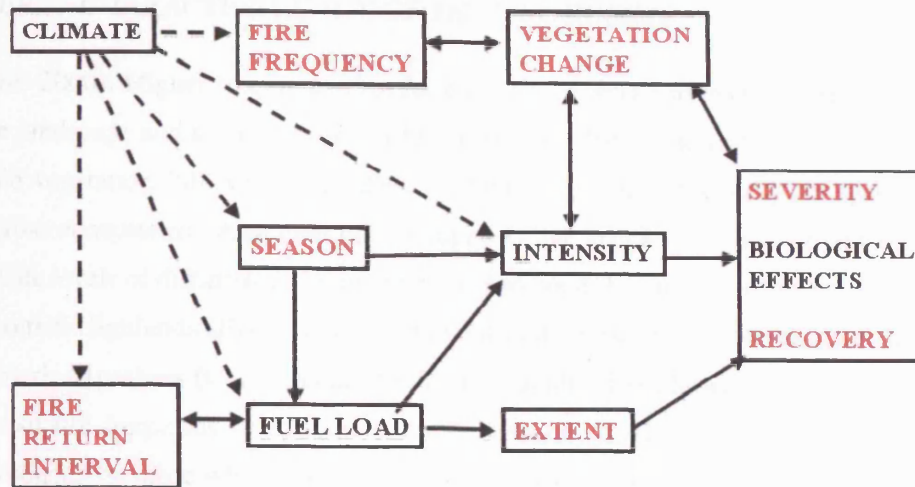 CLIMATE
FIRE
FREQUENCY
VEGETATION
CHANGE
SEASON
INTENSITY
SEVERITY
BIOLOGICAL
EFFECTS
RECOVERY
FIRE
RETURN
INTERVAL
FUEL LOAD
EXTENT